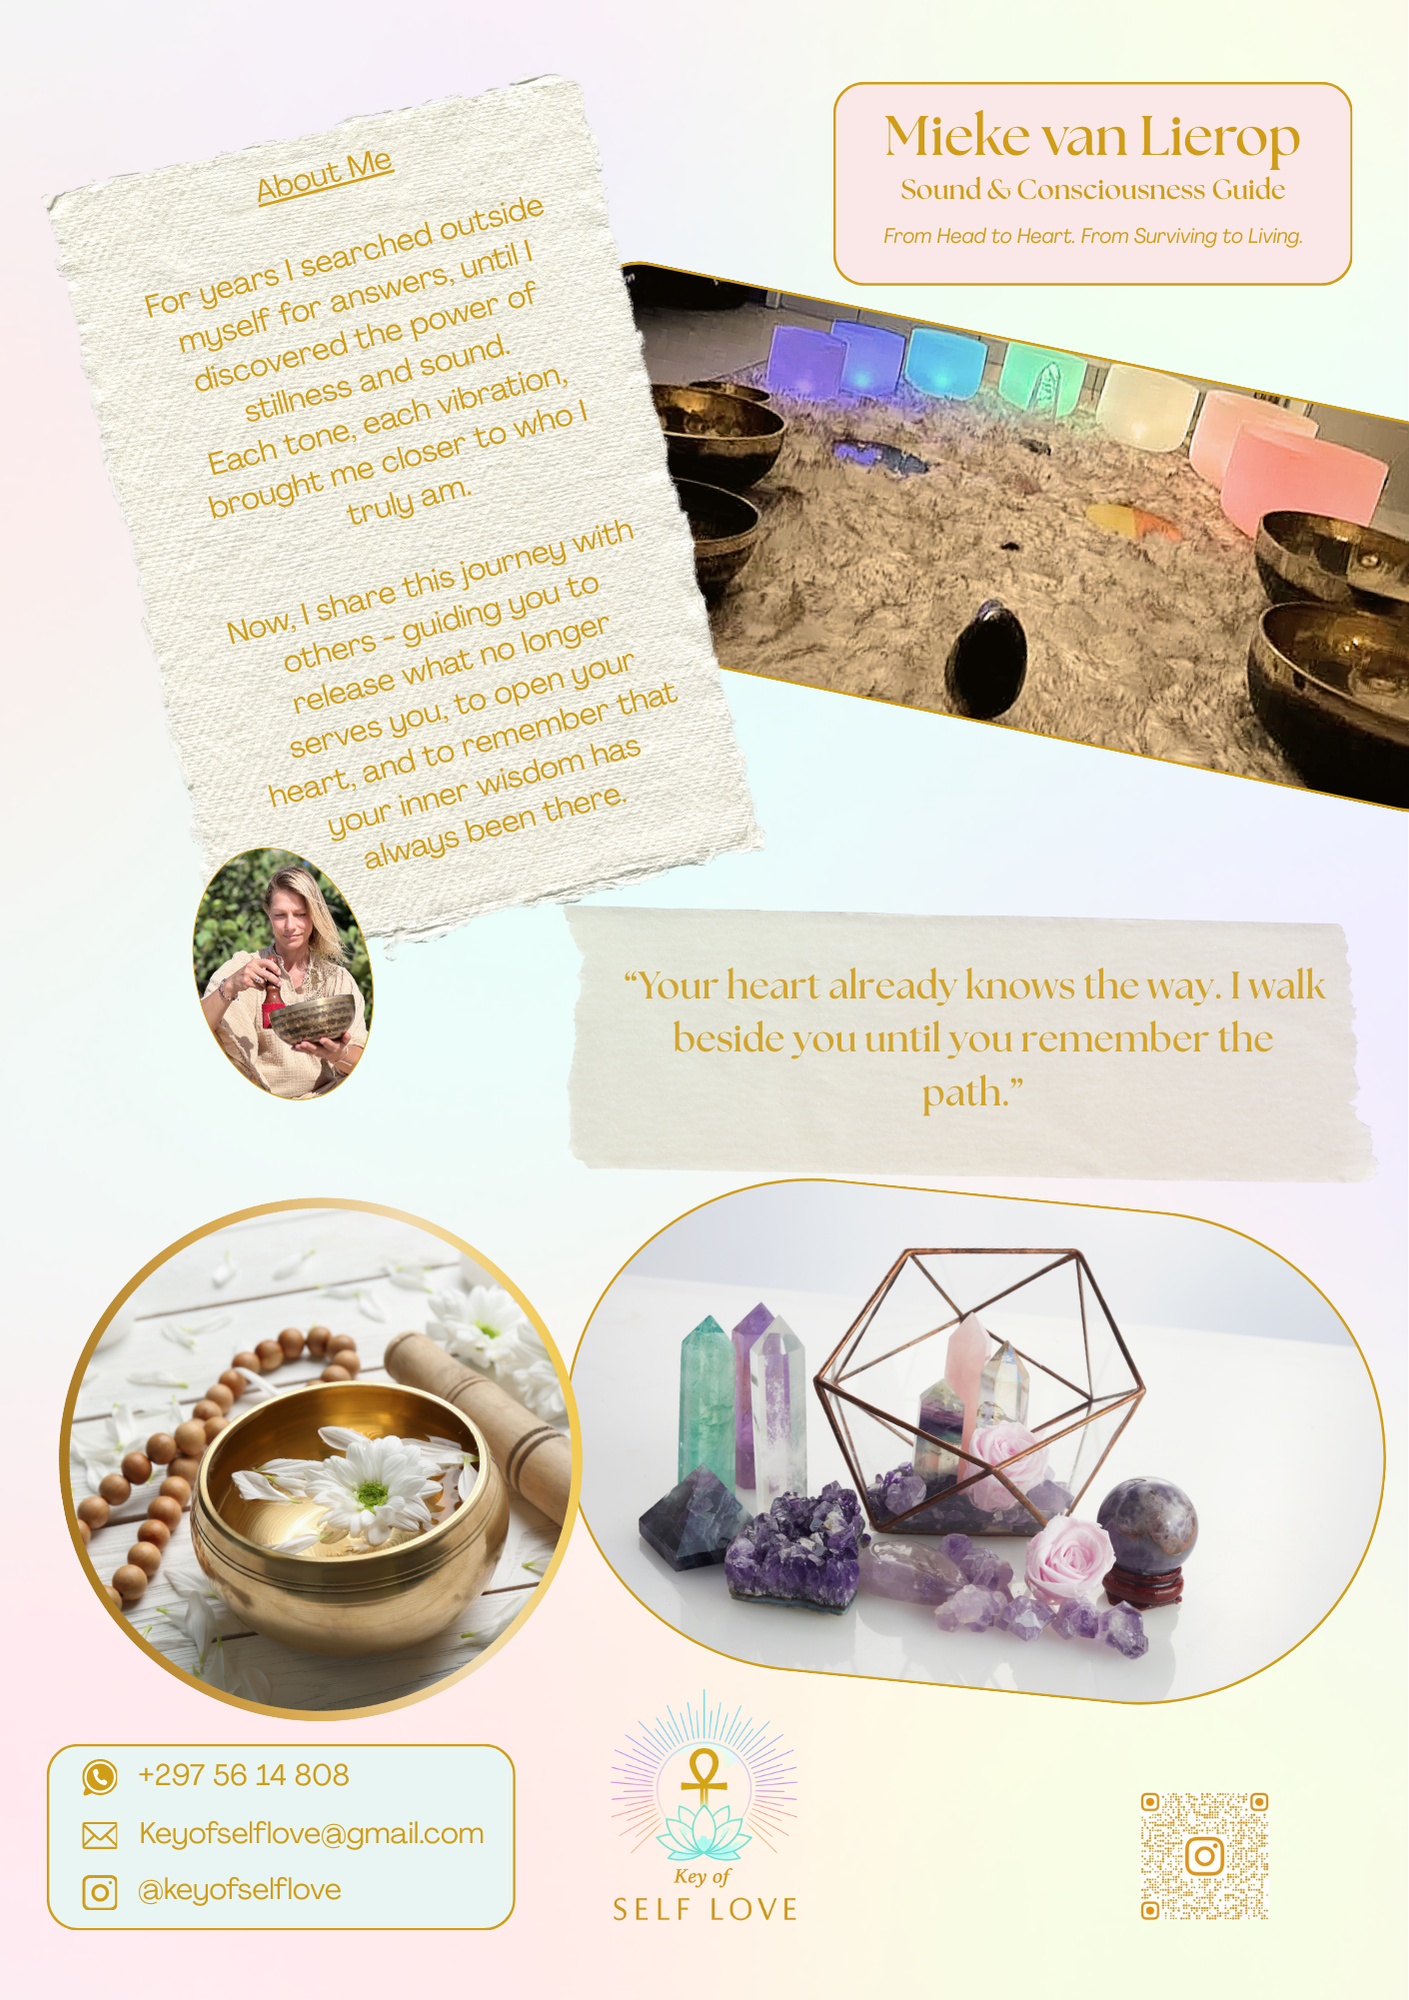 Mieke van Lierop
Sound & Consciousness Guide
From Head to Heart. From Surviving to Living.
About Me
For years I searched outside
myself for answers, until I
discovered the power of
stillness and sound.
Each tone, each vibration,
brought me closer to who I
truly am.
Now, I share this journey with
others - guiding you to
release what no longer
serves you, to open your
heart, and to remember that
your inner wisdom has
always been there.
“Your heart already knows the way. I walk
beside you until you remember the
path.”
+297 56 14 808
Keyofselflove@gmail.com
@keyofselflove
Key of
SELF LOVE